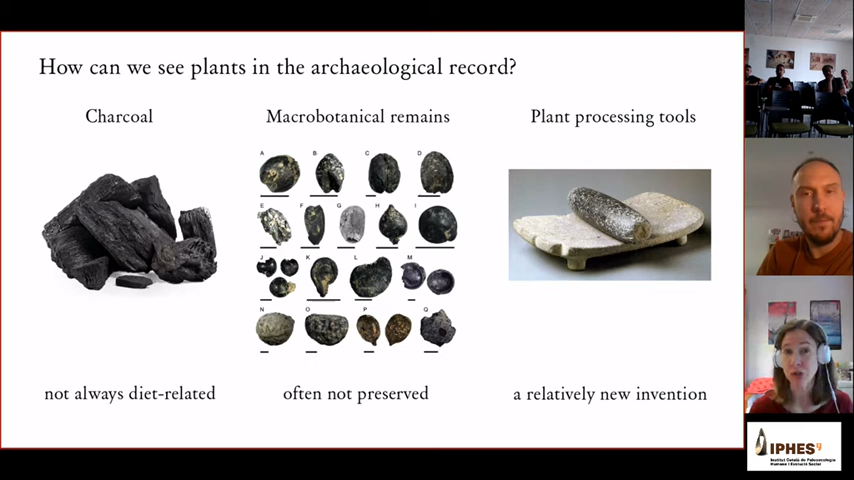 How can we see plants in the archaeological record?
Charcoal
Macrobotanical remains
Plant processing tools
A B C D
E F G H I
J K L M
N O P Q
not always diet-related
often not preserved
a relatively new invention
IPHES
Institut Català de Paleoecologia
Humana i Evolució Social